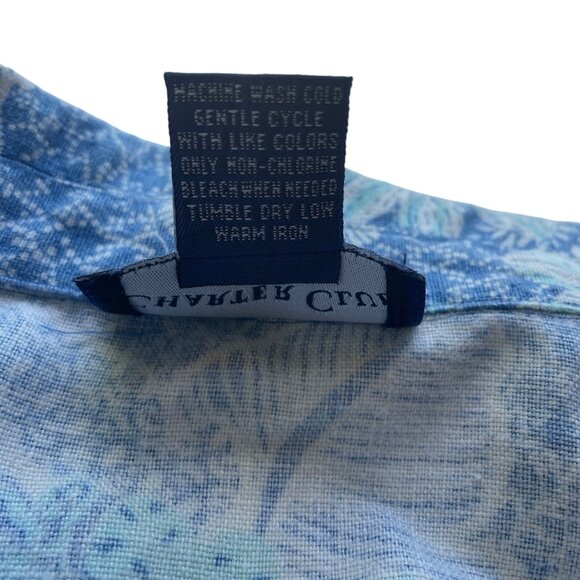 MACHINE WASH COLD
GENTLE CYCLE
WITH LIKE COLORS
ONLY NON-CHLORINE
BLEACH WHEN NEEDED
TUMBLE DRY LOW
WARM IRON
CHARTER CLUB